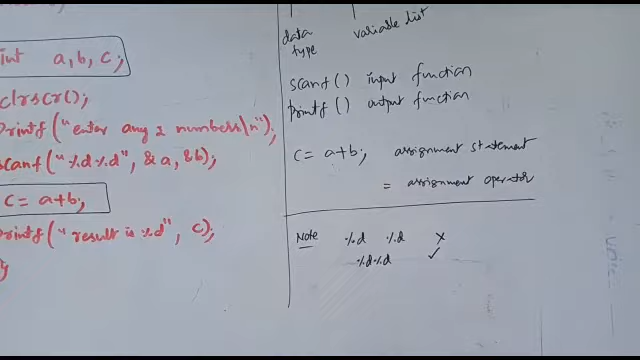 int a, b, c;
clrscr();
printf("enter any 2 numbers\n");
scanf("%d%d", &a, &b);
c = a+b;
printf("result is %d", c);
}
data type
variable list
scanf() input function
printf() output function
c = a+b; assignment statement
= assignment operator
Note %d %d ×
%d%d ✓